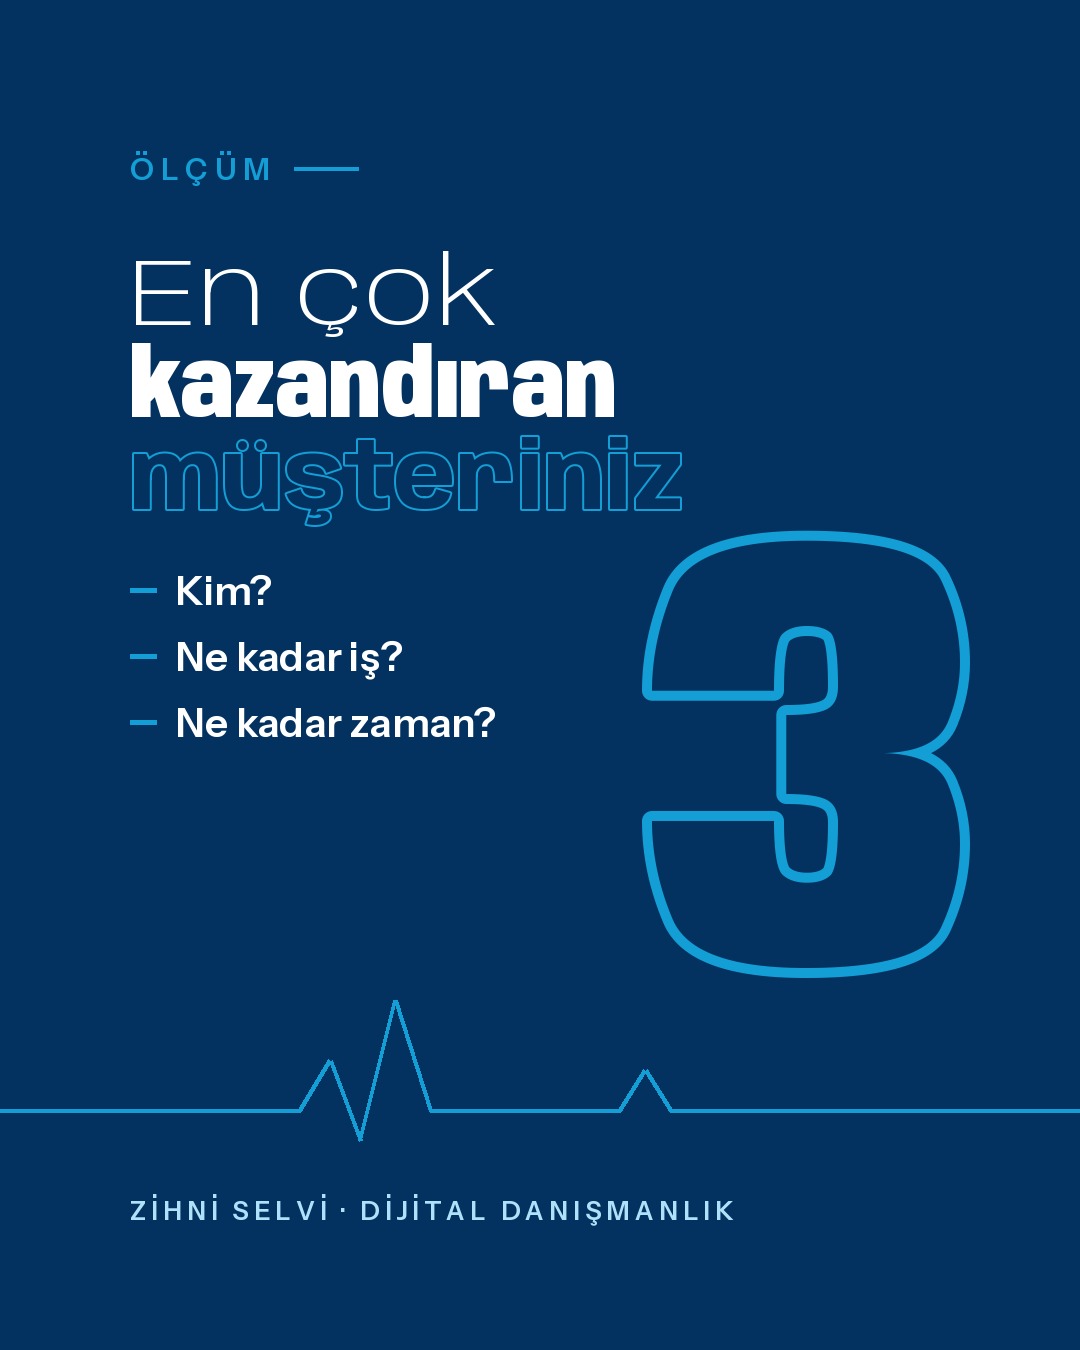 ÖLÇÜM
En çok
kazandıran
müşteriniz
Kim?
Ne kadar iş?
Ne kadar zaman?
3
ZİHNİ SELVİ · DİJİTAL DANIŞMANLIK